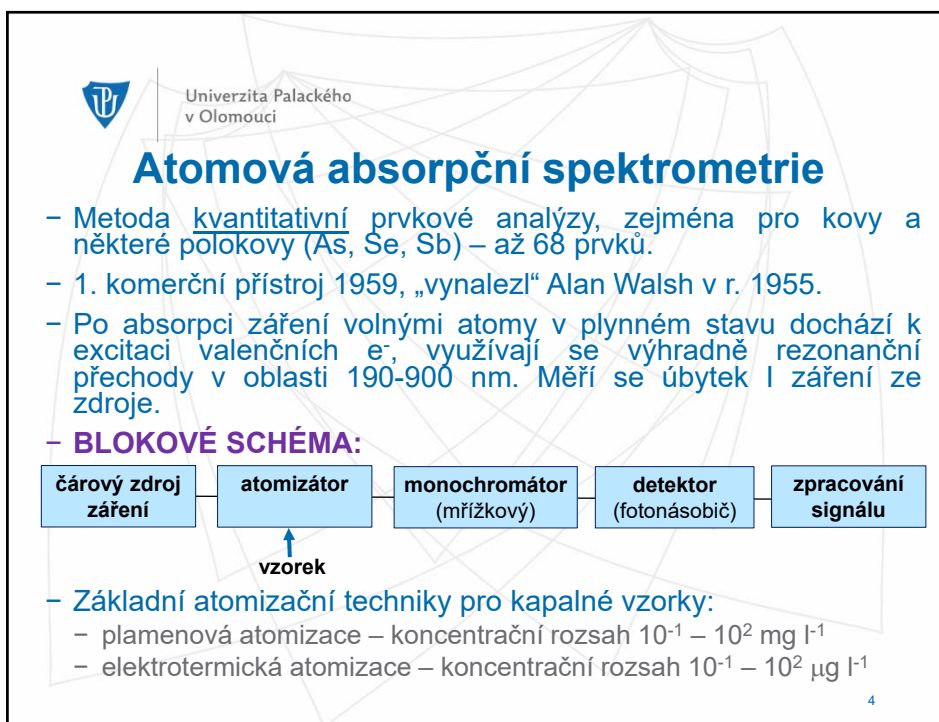 Univerzita Palackého
v Olomouci
Atomová absorpční spektrometrie
− Metoda kvantitativní prvkové analýzy, zejména pro kovy a
některé polokovy (As, Se, Sb) – až 68 prvků.
− 1. komerční přístroj 1959, „vynalezl" Alan Walsh v r. 1955.
− Po absorpci záření volnými atomy v plynném stavu dochází k
excitaci valenčních e⁻, využívají se výhradně rezonanční
přechody v oblasti 190-900 nm. Měří se úbytek I záření ze
zdroje.
− BLOKOVÉ SCHÉMA:
čárový zdroj
záření
atomizátor
monochromátor
(mřížkový)
detektor
(fotonásobič)
zpracování
signálu
vzorek
− Základní atomizační techniky pro kapalné vzorky:
− plamenová atomizace – koncentrační rozsah 10⁻¹ – 10² mg l⁻¹
− elektrotermická atomizace – koncentrační rozsah 10⁻¹ – 10² μg l⁻¹
4